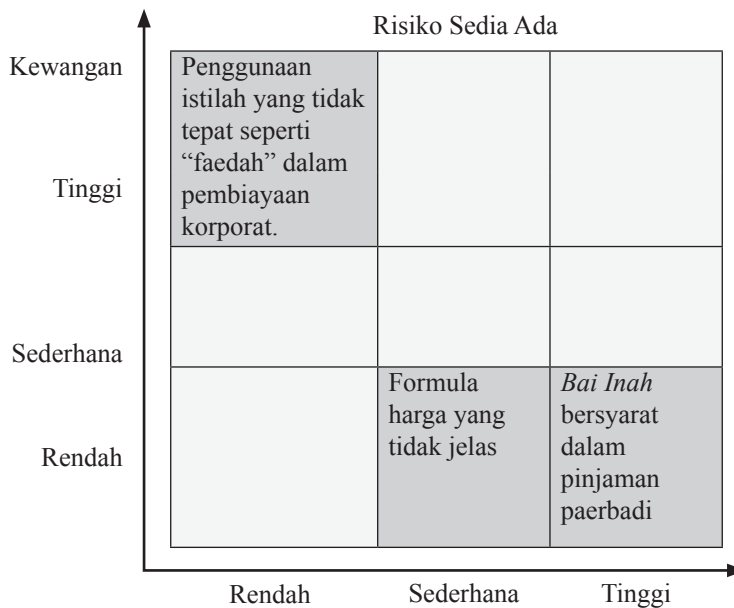 Risiko Sedia Ada
Kewangan
Penggunaan
istilah yang tidak
tepat seperti
“faedah” dalam
pembiayaan
korporat.
Tinggi
Sederhana
Formula
harga yang
tidak jelas
Bai Inah
bersyarat
dalam
pinjaman
paerbadi
Rendah
Rendah
Sederhana
Tinggi